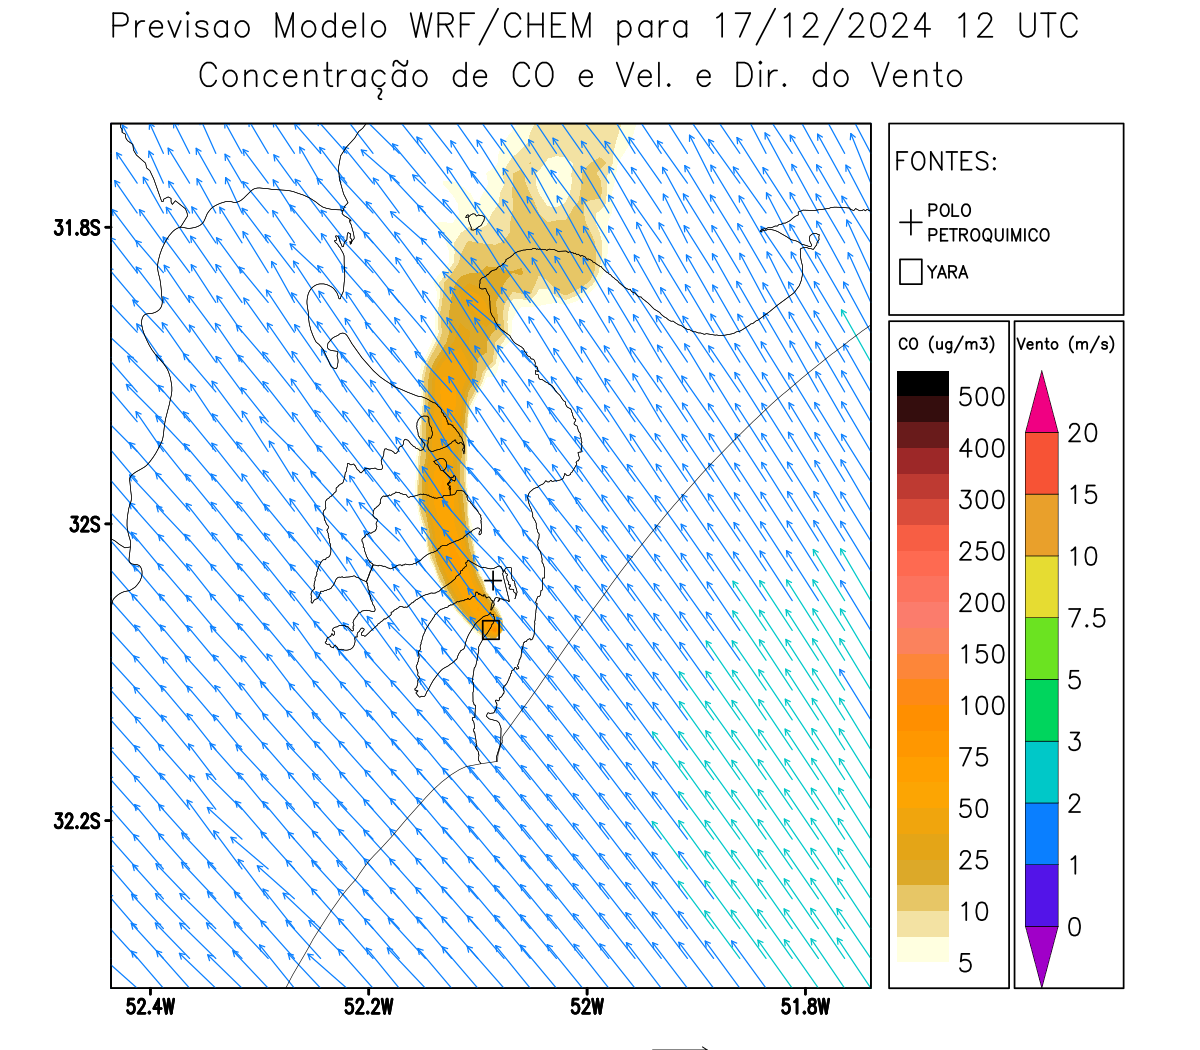 Previsao Modelo WRF/CHEM para 17/12/2024 12 UTC
Concentração de CO e Vel. e Dir. do Vento
FONTES:
POLO
PETROQUIMICO
YARA
CO (ug/m3)
500
400
300
250
200
150
100
75
50
25
10
5
Vento (m/s)
20
15
10
7.5
5
3
2
1
0
31.8S
32S
32.2S
52.4W
52.2W
52W
51.8W